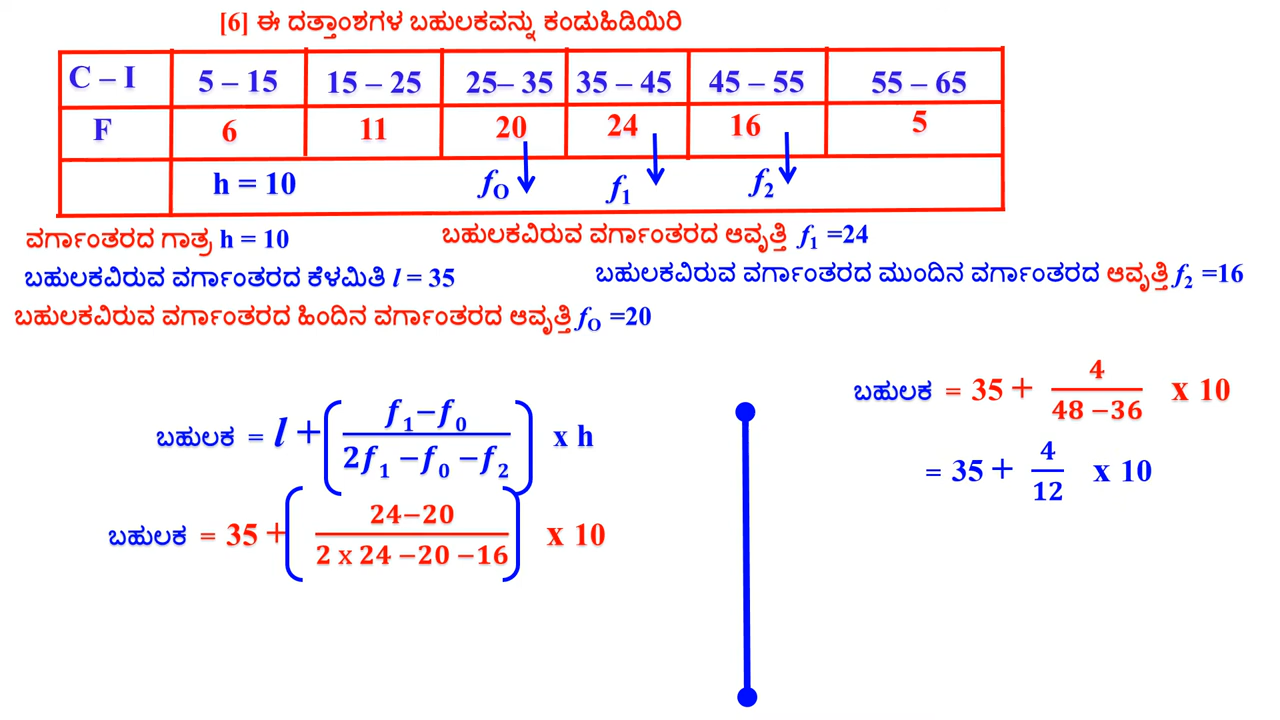 [6] ಈ ದತ್ತಾಂಶಗಳ ಬಹುಲಕವನ್ನು ಕಂಡುಹಿಡಿಯಿರಿ
C – I 5 – 15 15 – 25 25– 35 35 – 45 45 – 55 55 – 65
F 6 11 20 24 16 5
h = 10 f₀ f₁ f₂
ವರ್ಗಾಂತರದ ಗಾತ್ರ h = 10
ಬಹುಲಕವಿರುವ ವರ್ಗಾಂತರದ ಆವೃತ್ತಿ f₁ =24
ಬಹುಲಕವಿರುವ ವರ್ಗಾಂತರದ ಕೆಳಮಿತಿ l = 35
ಬಹುಲಕವಿರುವ ವರ್ಗಾಂತರದ ಮುಂದಿನ ವರ್ಗಾಂತರದ ಆವೃತ್ತಿ f₂ =16
ಬಹುಲಕವಿರುವ ವರ್ಗಾಂತರದ ಹಿಂದಿನ ವರ್ಗಾಂತರದ ಆವೃತ್ತಿ f₀ =20
f₁−f₀
ಬಹುಲಕ = l + x h
2f₁ −f₀ −f₂
24−20
ಬಹುಲಕ = 35 + x 10
2 x 24 −20 −16
4
ಬಹುಲಕ = 35 + x 10
48 −36
4
= 35 + x 10
12